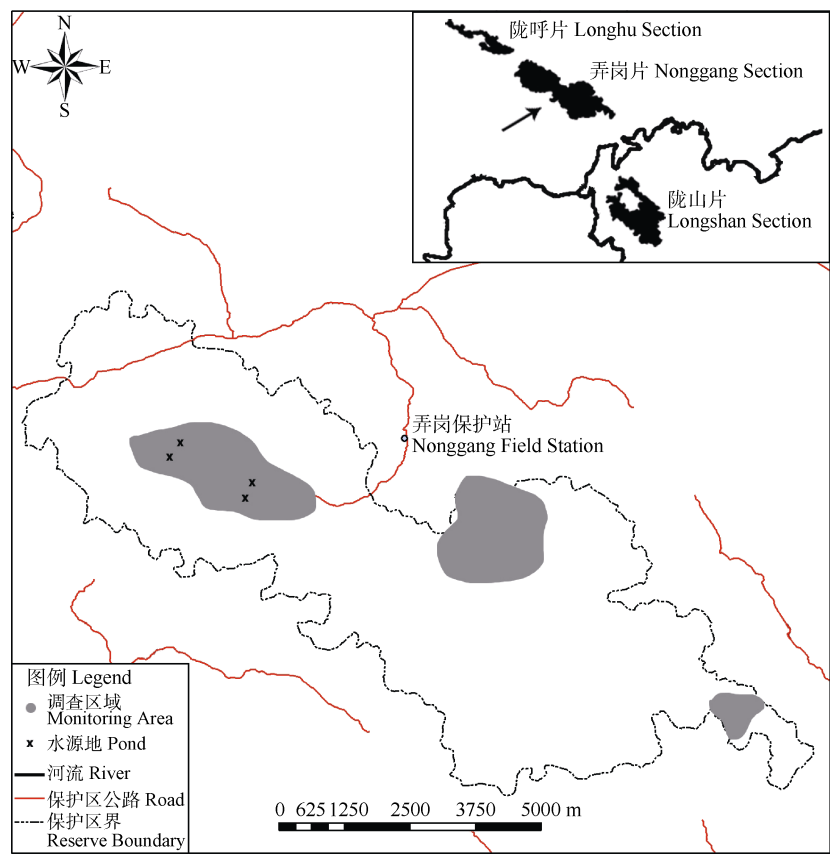 N
W E
S
陇呼片 Longhu Section
弄岗片 Nonggang Section
陇山片
Longshan Section
弄岗保护站
Nonggang Field Station
图例 Legend
调查区域
Monitoring Area
x 水源地 Pond
河流 River
保护区公路 Road
保护区界
Reserve Boundary
0 625 1250 2500 3750 5000 m